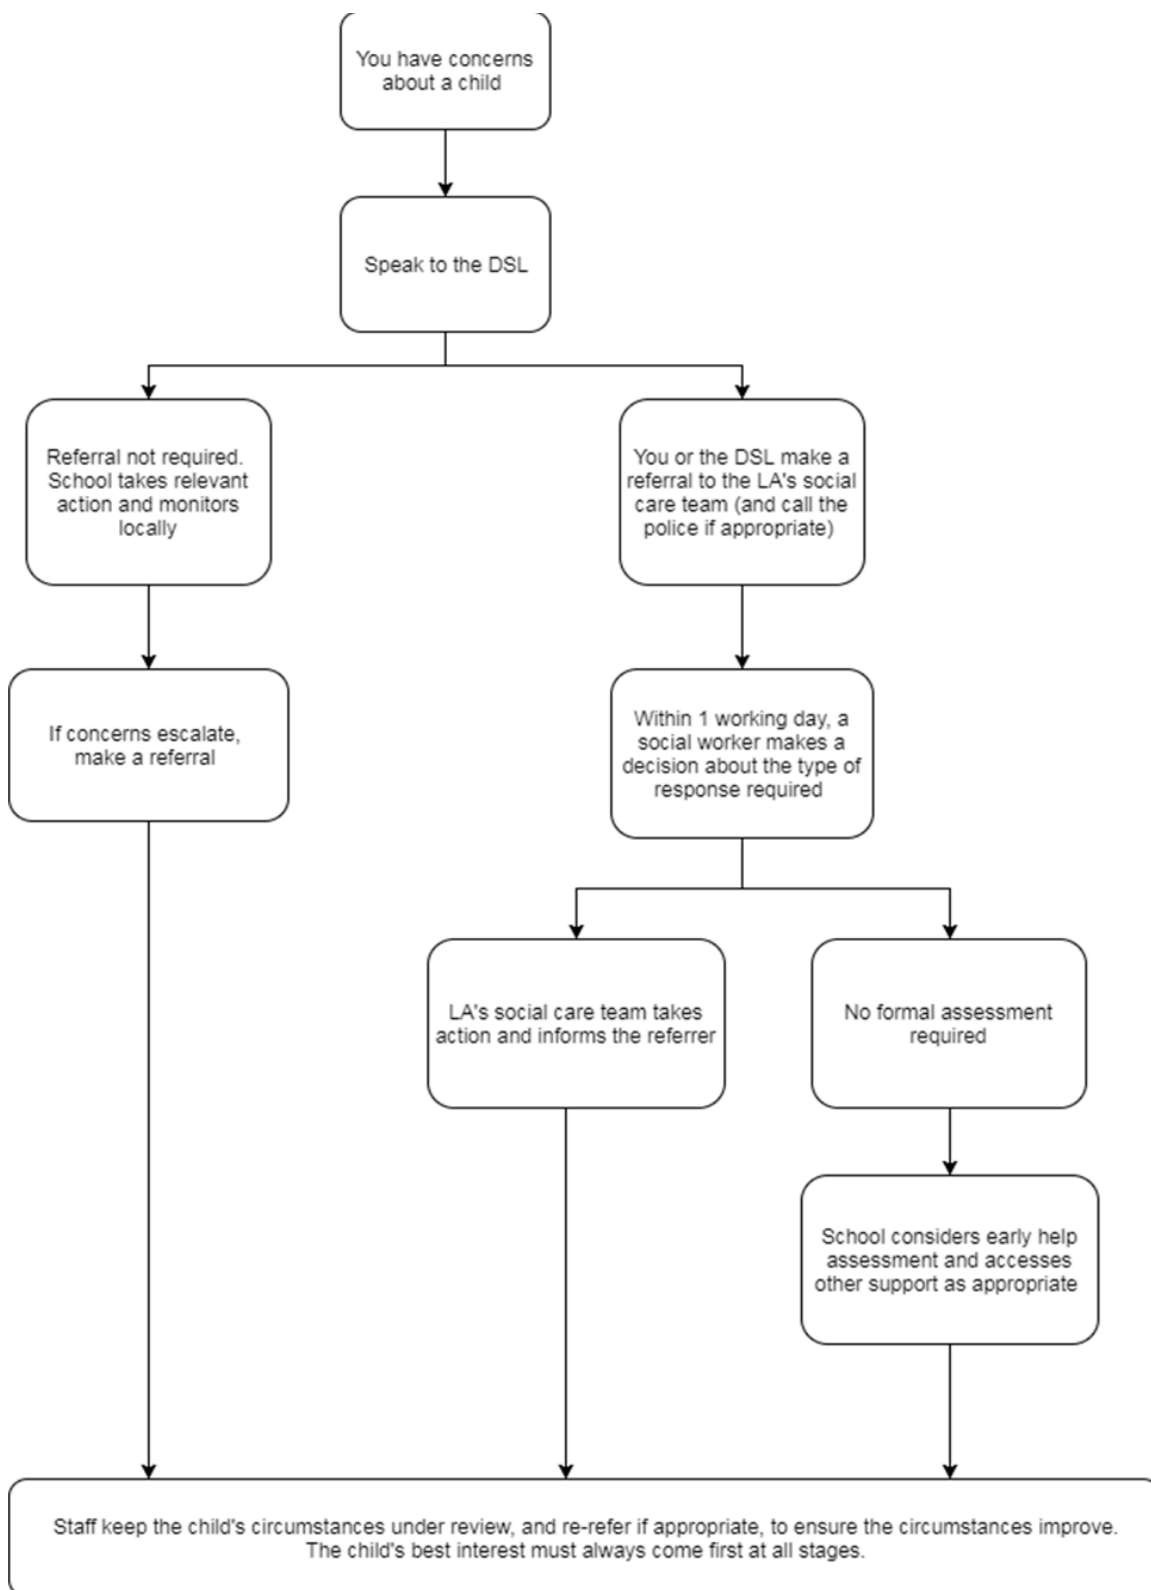 You have concerns
about a child
Speak to the DSL
Referral not required.
School takes relevant
action and monitors
locally
You or the DSL make a
referral to the LA's social
care team (and call the
police if appropriate)
If concerns escalate,
make a referral
Within 1 working day, a
social worker makes a
decision about the type of
response required
LA's social care team takes
action and informs the referrer
No formal assessment
required
School considers early help
assessment and accesses
other support as appropriate
Staff keep the child's circumstances under review, and re-refer if appropriate, to ensure the circumstances improve.
The child's best interest must always come first at all stages.